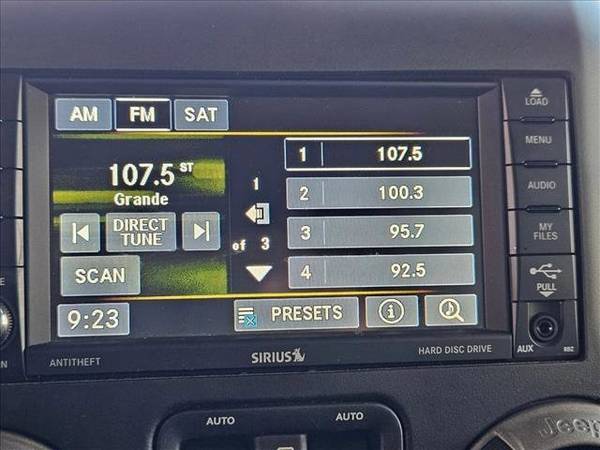 AM FM SAT
107.5 ST
Grande
DIRECT
TUNE
SCAN
9:23
1
of 3
1 107.5
2 100.3
3 95.7
4 92.5
PRESETS
LOAD
MENU
AUDIO
MY
FILES
PULL
AUX RBZ
ANTITHEFT
SIRIUS
HARD DISC DRIVE
AUTO
AUTO
Jeep